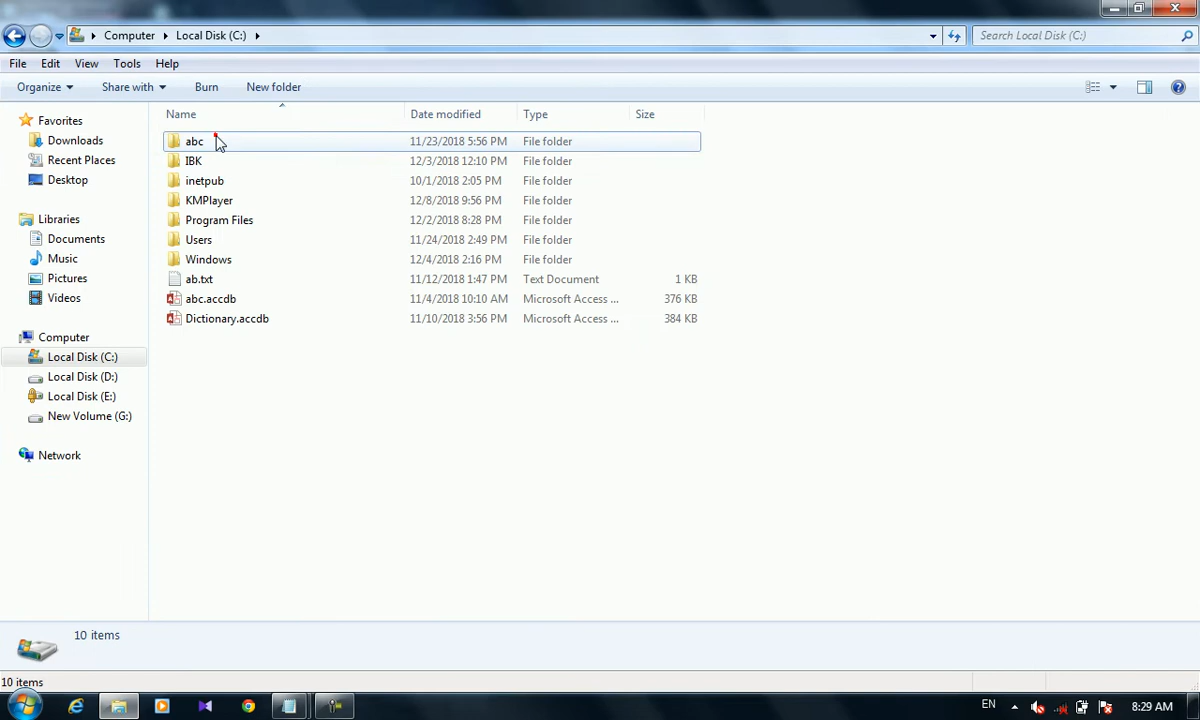 Computer Local Disk (C:)
Search Local Disk (C:)
File Edit View Tools Help
Organize Share with Burn New folder
Name Date modified Type Size
Favorites
Downloads
Recent Places
Desktop
Libraries
Documents
Music
Pictures
Videos
Computer
Local Disk (C:)
Local Disk (D:)
Local Disk (E:)
New Volume (G:)
Network
abc 11/23/2018 5:56 PM File folder
IBK 12/3/2018 12:10 PM File folder
inetpub 10/1/2018 2:05 PM File folder
KMPlayer 12/8/2018 9:56 PM File folder
Program Files 12/2/2018 8:28 PM File folder
Users 11/24/2018 2:49 PM File folder
Windows 12/4/2018 2:16 PM File folder
ab.txt 11/12/2018 1:47 PM Text Document 1 KB
abc.accdb 11/4/2018 10:10 AM Microsoft Access ... 376 KB
Dictionary.accdb 11/10/2018 3:56 PM Microsoft Access ... 384 KB
10 items
10 items
EN 8:29 AM